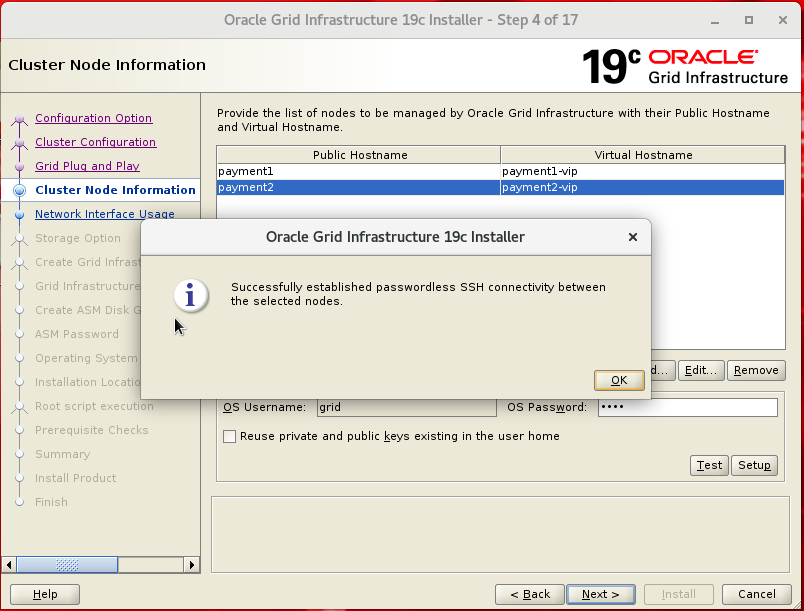 Oracle Grid Infrastructure 19c Installer - Step 4 of 17
Cluster Node Information
19c ORACLE
Grid Infrastructure
Configuration Option
Cluster Configuration
Grid Plug and Play
Cluster Node Information
Network Interface Usage
Storage Option
Create Grid Infrast
Grid Infrastructure
Create ASM Disk G
ASM Password
Operating System
Installation Locatio
Root script execution
Prerequisite Checks
Summary
Install Product
Finish
Provide the list of nodes to be managed by Oracle Grid Infrastructure with their Public Hostname
and Virtual Hostname.
Public Hostname Virtual Hostname
payment1 payment1-vip
payment2 payment2-vip
Oracle Grid Infrastructure 19c Installer
Successfully established passwordless SSH connectivity between
the selected nodes.
OK
d... Edit... Remove
OS Username: grid OS Password: ••••
Reuse private and public keys existing in the user home
Test Setup
Help < Back Next > Install Cancel